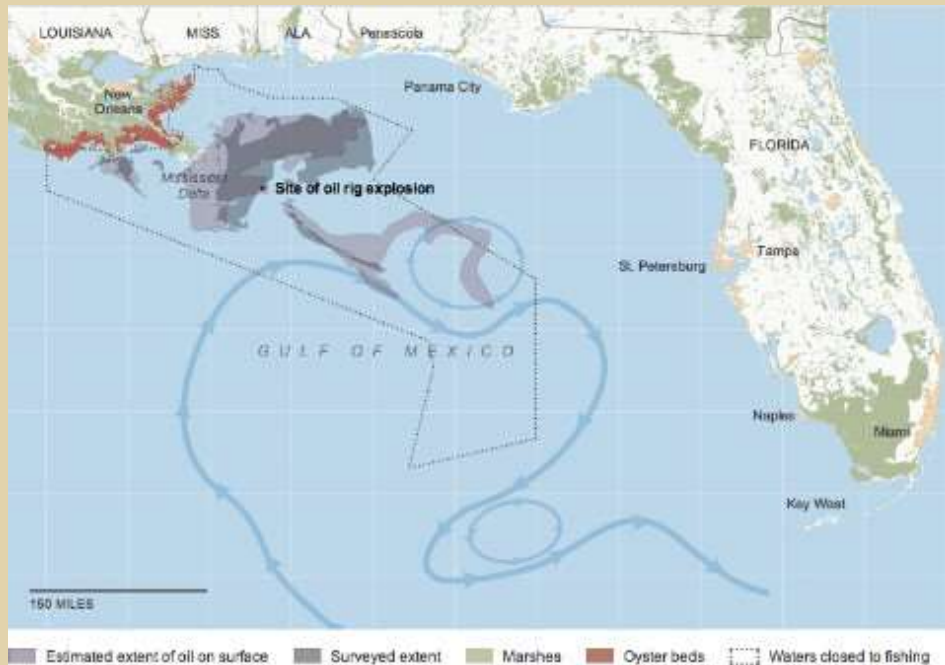 LOUISIANA MISS ALA Pensacola
New
Orleans
Panama City
FLORIDA
Mississippi
Delta
Site of oil rig explosion
Tampa
St. Petersburg
GULF OF MEXICO
Naples
Miami
Key West
150 MILES
Estimated extent of oil on surface Surveyed extent Marshes Oyster beds Waters closed to fishing